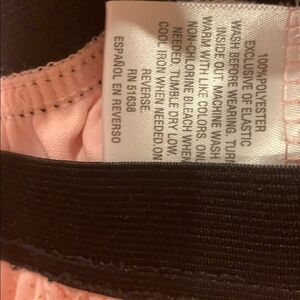 100%POLYESTER
EXCLUSIVE OF ELASTIC
WASH BEFORE WEARING. TURN
INSIDE OUT. MACHINE WASH
WARM WITH LIKE COLORS. ONLY
NON-CHLORINE BLEACH WHEN
NEEDED. TUMBLE DRY LOW.
COOL IRON WHEN NEEDED.ON
REVERSE.
RN 51638
ESPAÑOL EN REVERSO